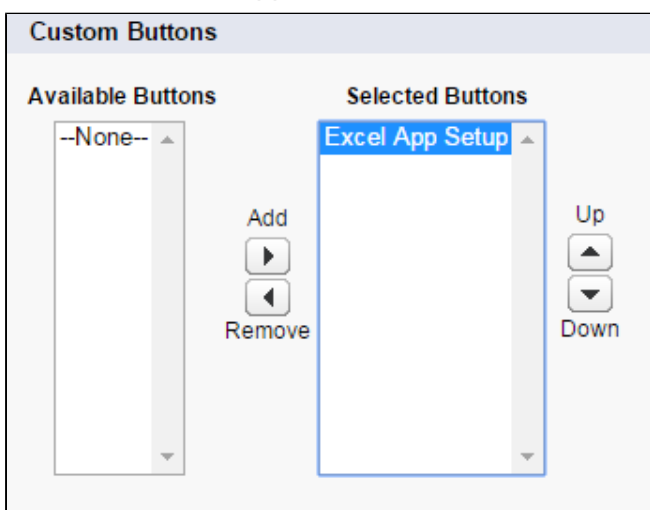 Custom Buttons
Available Buttons
Selected Buttons
--None--
Excel App Setup
Add
Remove
Up
Down